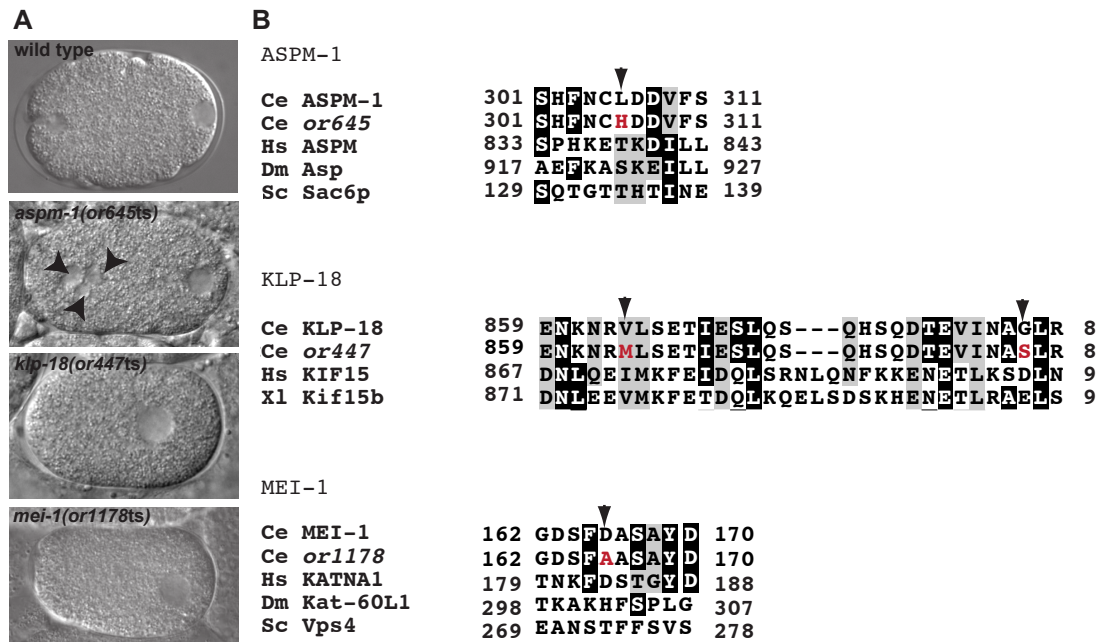 A
B
wild type
aspm-1(or645ts)
klp-18(or447ts)
mei-1(or1178ts)
ASPM-1
Ce ASPM-1 301 SHFNCLDDVFS 311
Ce or645 301 SHFNCHDDVFS 311
Hs ASPM 833 SPHKETKDILL 843
Dm Asp 917 AEFKASKEILL 927
Sc Sac6p 129 SQTGTTHTINE 139
KLP-18
Ce KLP-18 859 ENKNRVLSETIESLQS---QHSQDTEVINAGLR 8
Ce or447 859 ENKNRMLSETIESLQS---QHSQDTEVINASLR 8
Hs KIF15 867 DNLQEIMKFEIDQLSRNLQNFKKENETLKSDLN 9
Xl Kif15b 871 DNLEEVMKFETDQLKQELSDSKHENETLRAELS 9
MEI-1
Ce MEI-1 162 GDSFDASAYD 170
Ce or1178 162 GDSFAASAYD 170
Hs KATNA1 179 TNKFDSTGYD 188
Dm Kat-60L1 298 TKAKHFSPLG 307
Sc Vps4 269 EANSTFFSVS 278